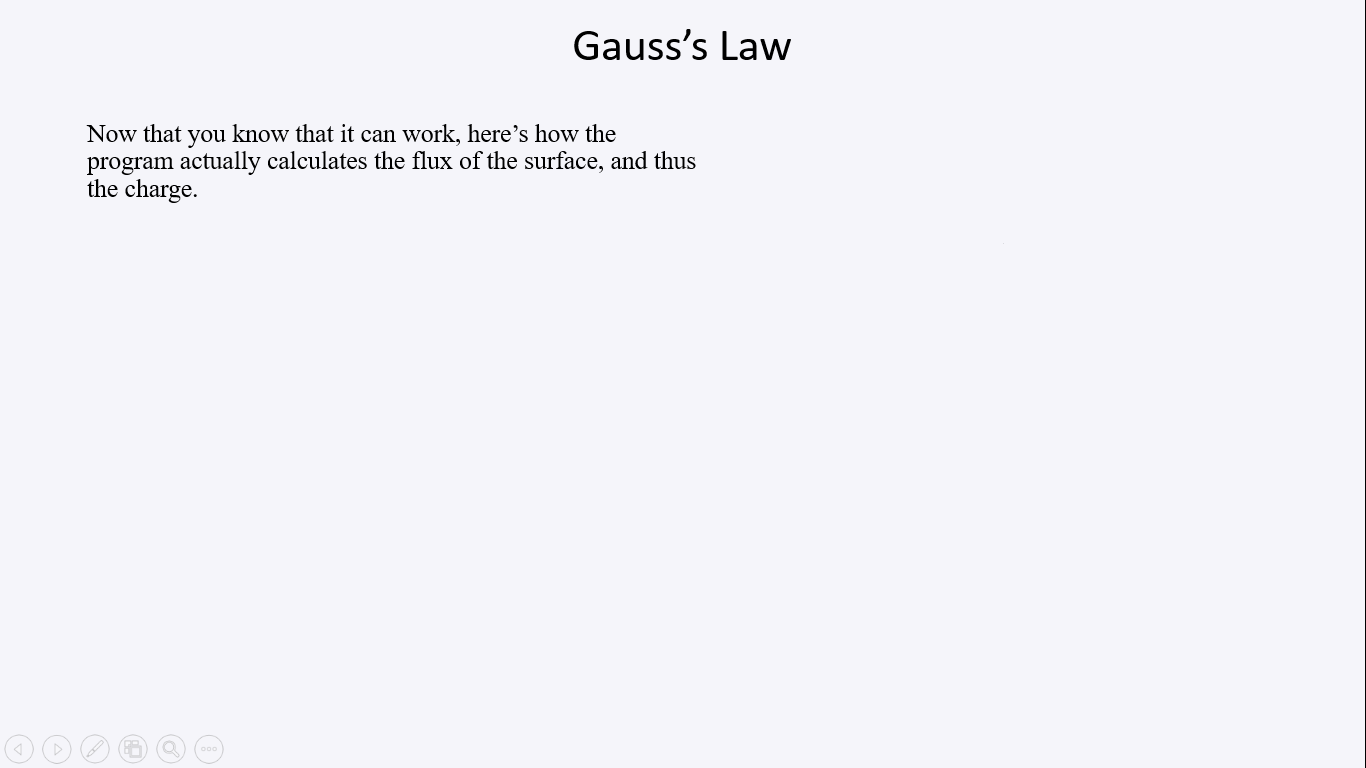 Gauss’s Law
Now that you know that it can work, here’s how the
program actually calculates the flux of the surface, and thus
the charge.